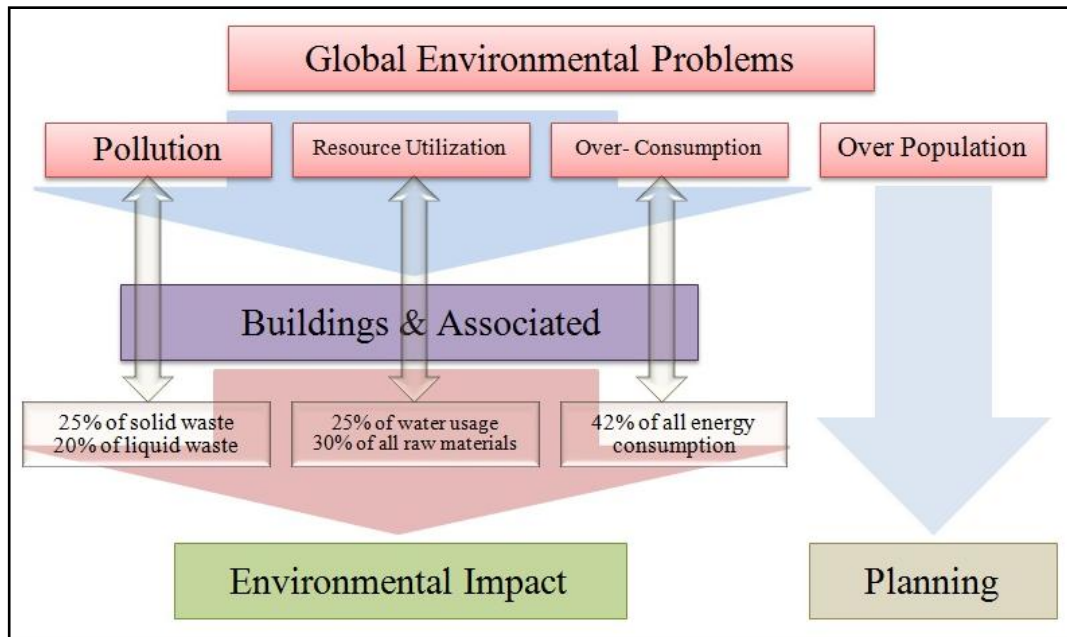 Global Environmental Problems
Pollution
Resource Utilization
Over- Consumption
Over Population
Buildings & Associated
25% of solid waste
20% of liquid waste
25% of water usage
30% of all raw materials
42% of all energy
consumption
Environmental Impact
Planning